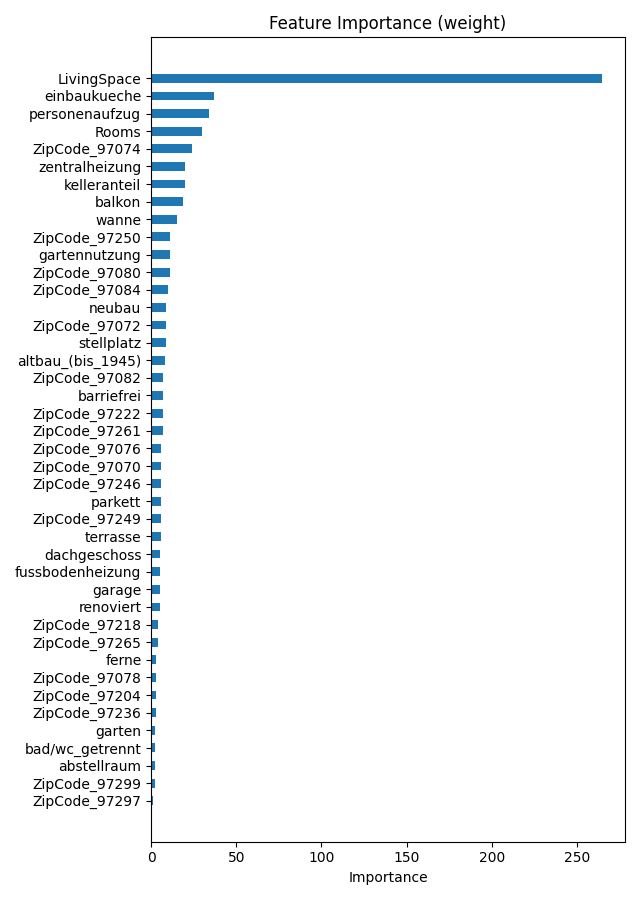 Feature Importance (weight)
LivingSpace
einbaukueche
personenaufzug
Rooms
ZipCode_97074
zentralheizung
kelleranteil
balkon
wanne
ZipCode_97250
gartennutzung
ZipCode_97080
ZipCode_97084
neubau
ZipCode_97072
stellplatz
altbau_(bis_1945)
ZipCode_97082
barriefrei
ZipCode_97222
ZipCode_97261
ZipCode_97076
ZipCode_97070
ZipCode_97246
parkett
ZipCode_97249
terrasse
dachgeschoss
fussbodenheizung
garage
renoviert
ZipCode_97218
ZipCode_97265
ferne
ZipCode_97078
ZipCode_97204
ZipCode_97236
garten
bad/wc_getrennt
abstellraum
ZipCode_97299
ZipCode_97297
0 50 100 150 200 250
Importance